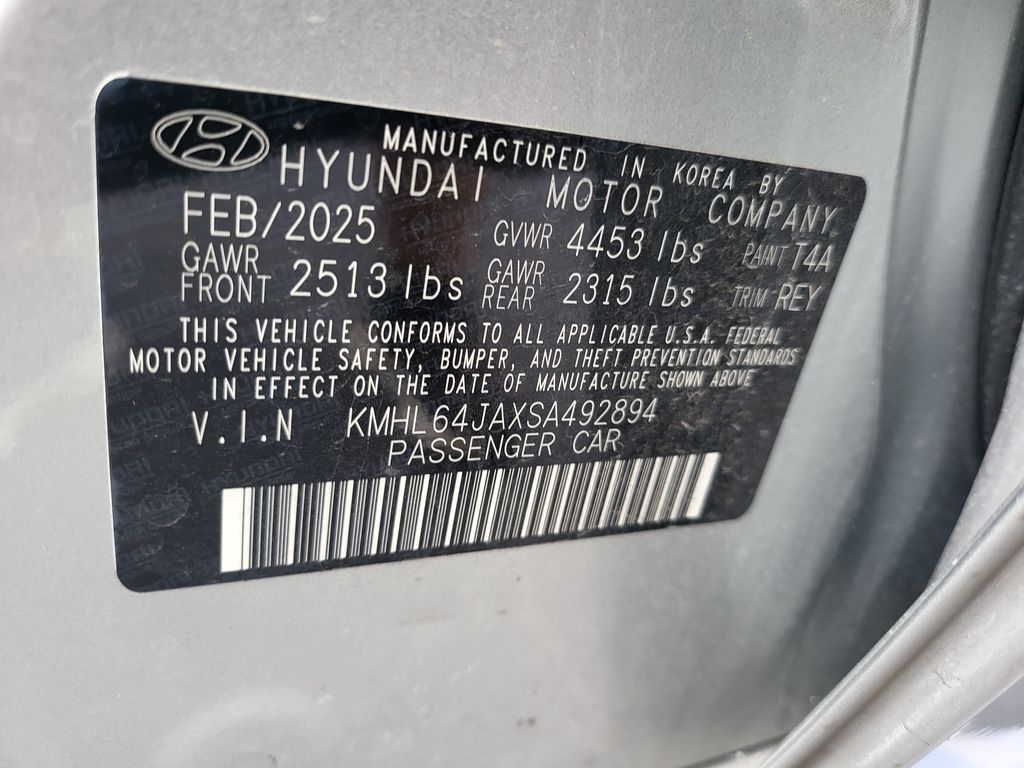 MANUFACTURED IN KOREA BY
HYUNDAI MOTOR COMPANY
FEB/2025 GVWR 4453 lbs PAINT T4A
GAWR FRONT 2513 lbs GAWR REAR 2315 lbs TRIM REY
THIS VEHICLE CONFORMS TO ALL APPLICABLE U.S.A. FEDERAL
MOTOR VEHICLE SAFETY, BUMPER, AND THEFT PREVENTION STANDARDS
IN EFFECT ON THE DATE OF MANUFACTURE SHOWN ABOVE
V.I.N KMHL64JAXSA492894
PASSENGER CAR